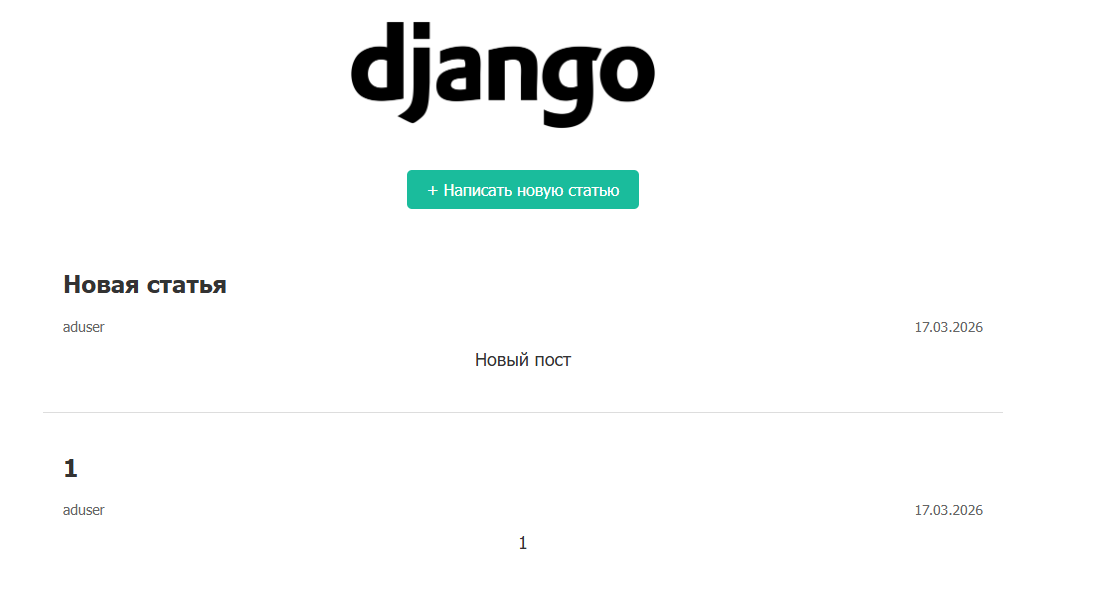 django
+ Написать новую статью
Новая статья
aduser 17.03.2026
Новый пост
1
aduser 17.03.2026
1